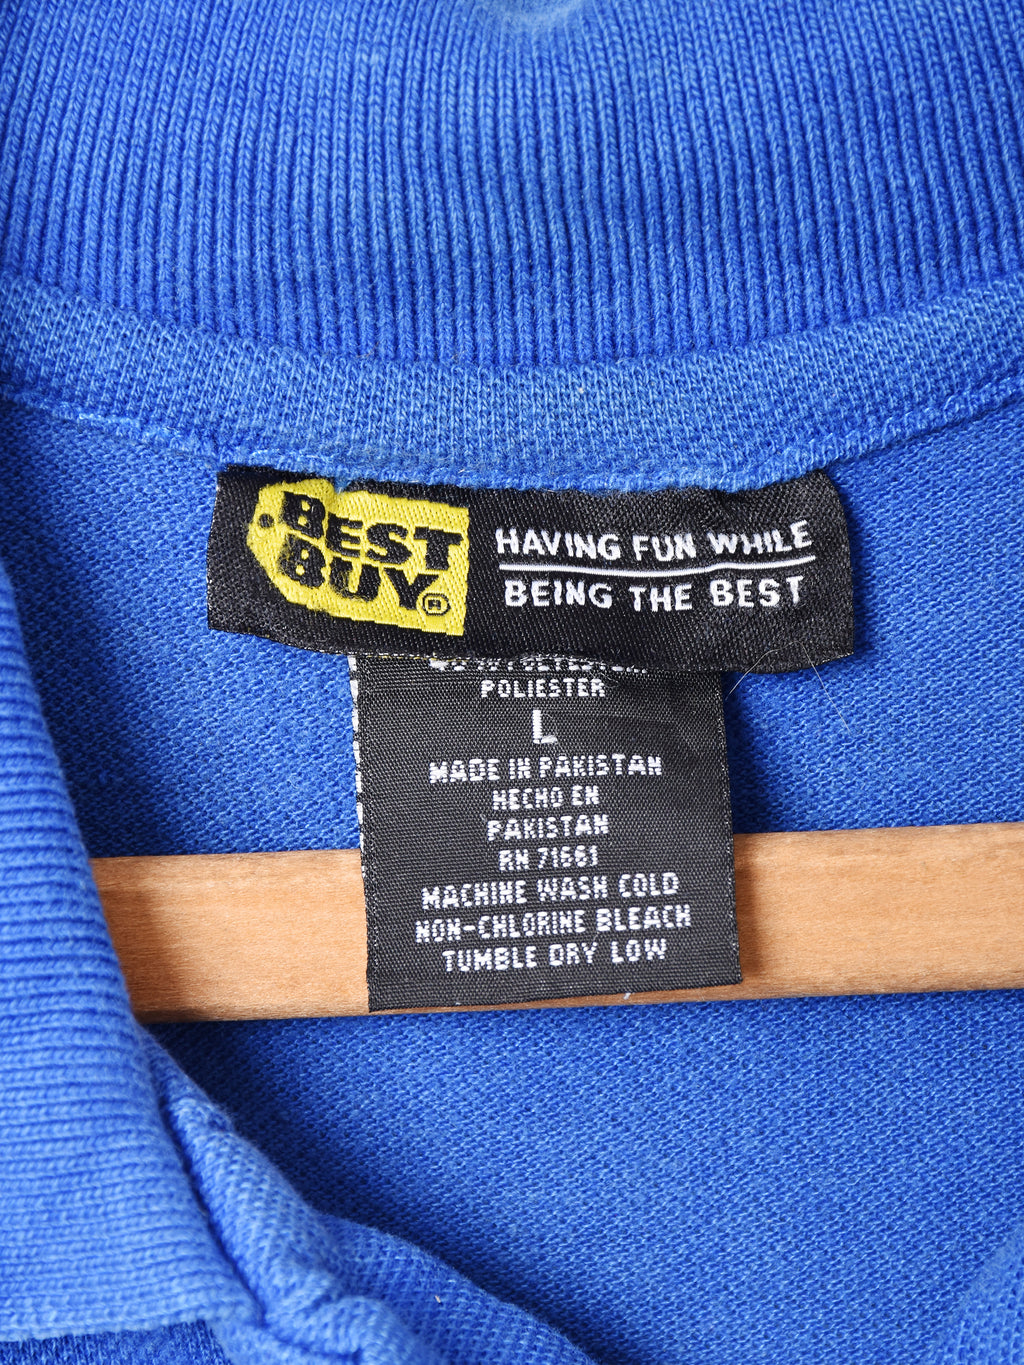 BEST
BUY®
HAVING FUN WHILE
BEING THE BEST
POLIESTER
L
MADE IN PAKISTAN
HECHO EN
PAKISTAN
RN 71661
MACHINE WASH COLD
NON-CHLORINE BLEACH
TUMBLE DRY LOW